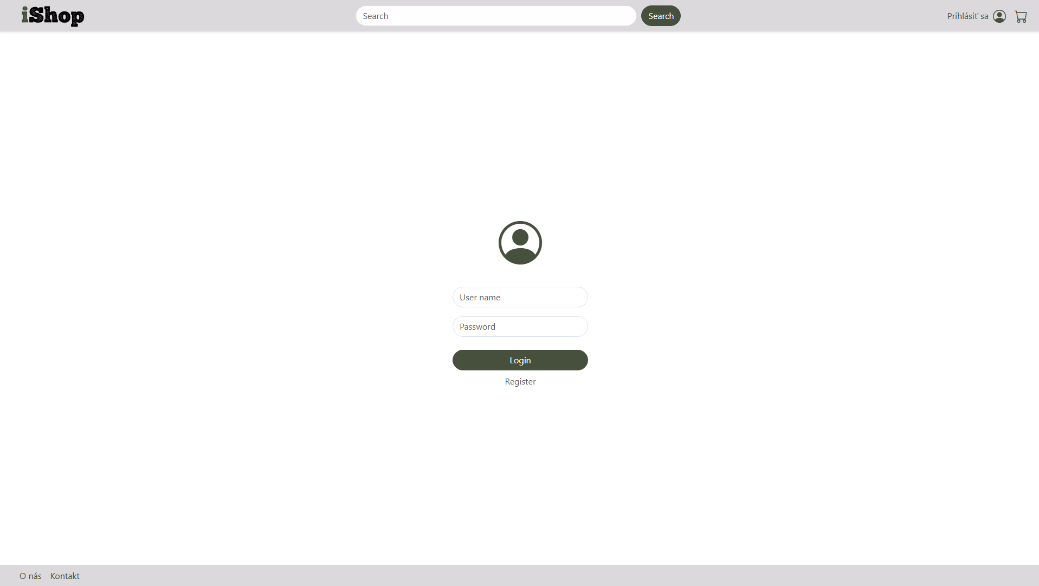 iShop
Search
Search
Prihlásiť sa
User name
Password
Login
Register
O nás
Kontakt